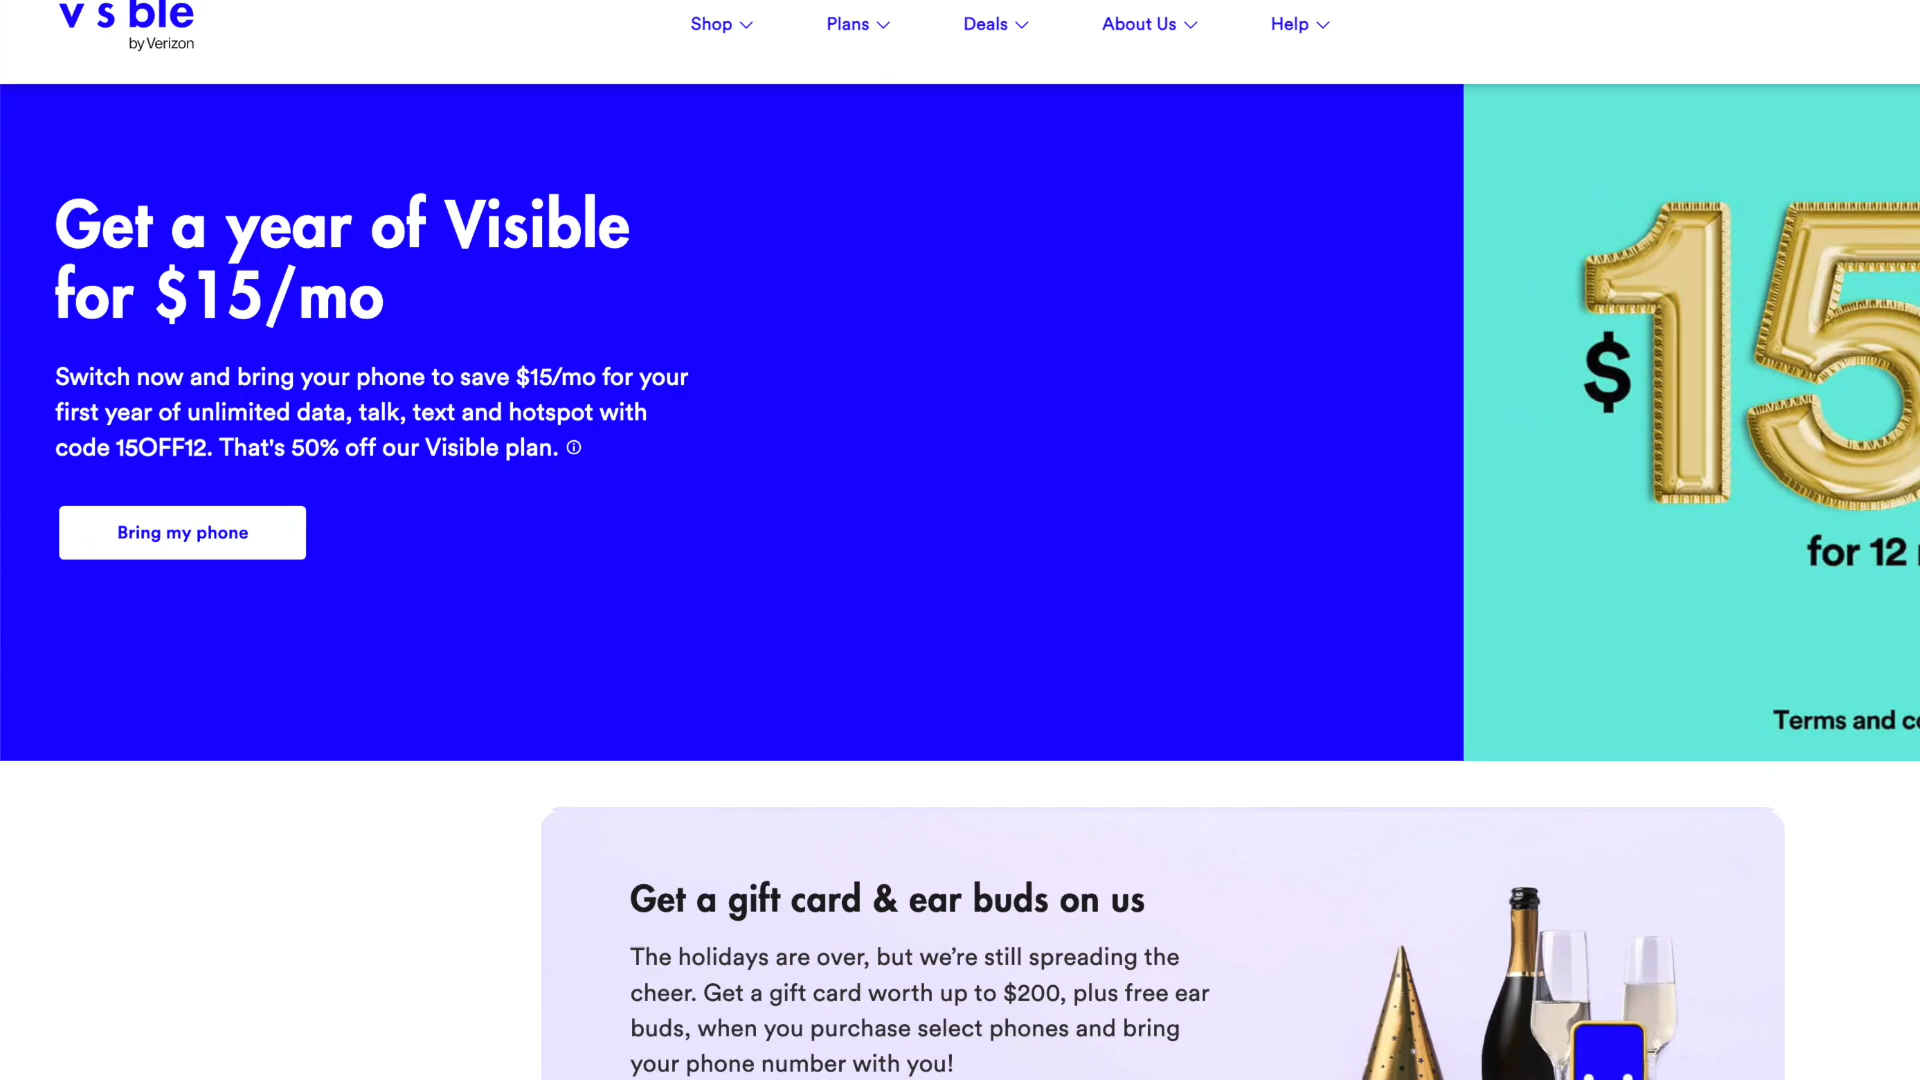 v s ble
by Verizon
Shop
Plans
Deals
About Us
Help
Get a year of Visible
for $15/mo
Switch now and bring your phone to save $15/mo for your
first year of unlimited data, talk, text and hotspot with
code 15OFF12. That's 50% off our Visible plan.
Bring my phone
$15
for 12
Terms and
Get a gift card & ear buds on us
The holidays are over, but we’re still spreading the
cheer. Get a gift card worth up to $200, plus free ear
buds, when you purchase select phones and bring
your phone number with you!